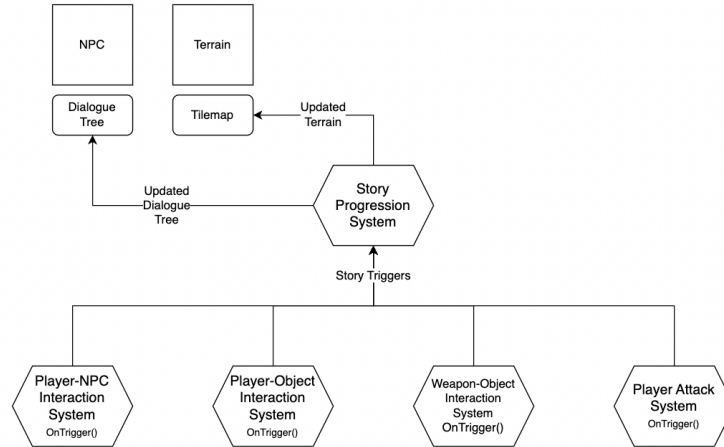 NPC
Terrain
Dialogue
Tree
Tilemap
Updated
Terrain
Updated
Dialogue
Tree
Story
Progression
System
Story Triggers
Player-NPC
Interaction
System
OnTrigger()
Player-Object
Interaction
System
OnTrigger()
Weapon-Object
Interaction
System
OnTrigger()
Player Attack
System
OnTrigger()